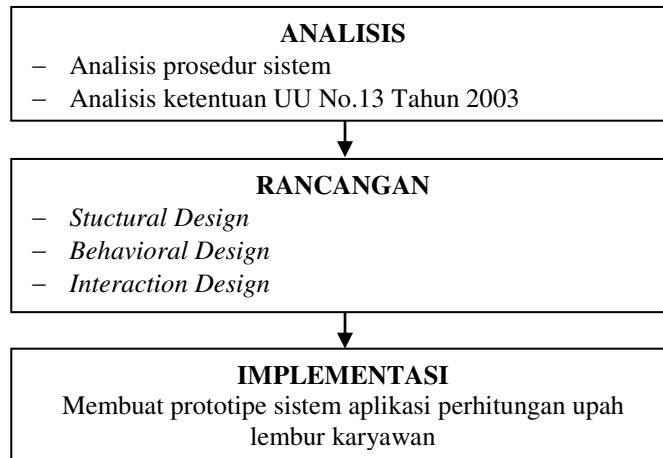 ANALISIS
− Analisis prosedur sistem
− Analisis ketentuan UU No.13 Tahun 2003
RANCANGAN
− Stuctural Design
− Behavioral Design
− Interaction Design
IMPLEMENTASI
Membuat prototipe sistem aplikasi perhitungan upah
lembur karyawan